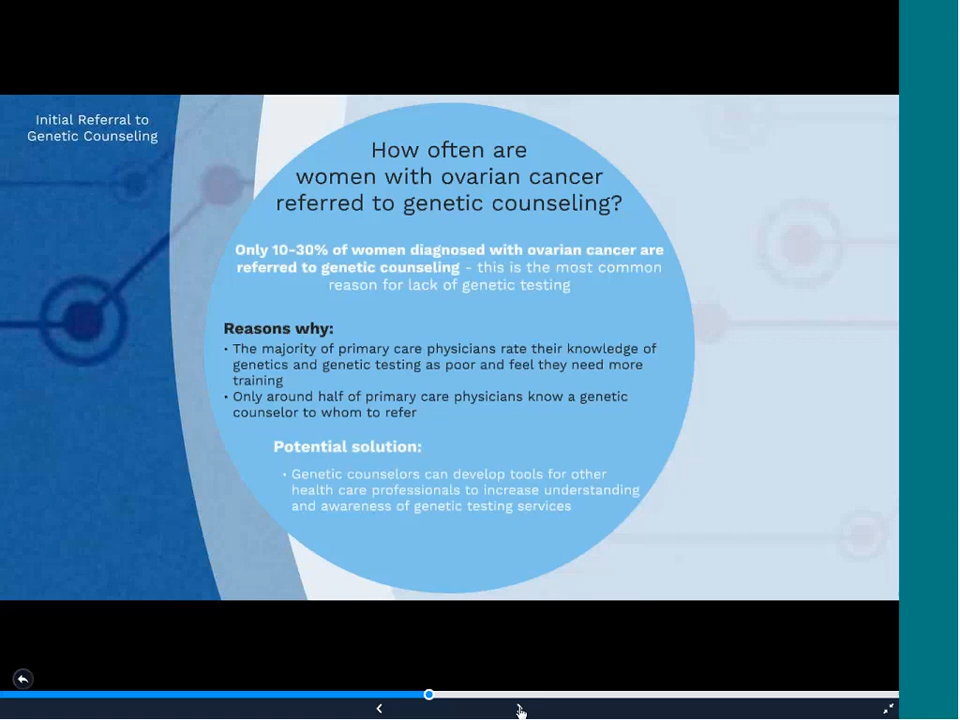 Initial Referral to
Genetic Counseling
How often are
women with ovarian cancer
referred to genetic counseling?
Only 10-30% of women diagnosed with ovarian cancer are
referred to genetic counseling - this is the most common
reason for lack of genetic testing
Reasons why:
• The majority of primary care physicians rate their knowledge of
genetics and genetic testing as poor and feel they need more
training
• Only around half of primary care physicians know a genetic
counselor to whom to refer
Potential solution:
• Genetic counselors can develop tools for other
health care professionals to increase understanding
and awareness of genetic testing services